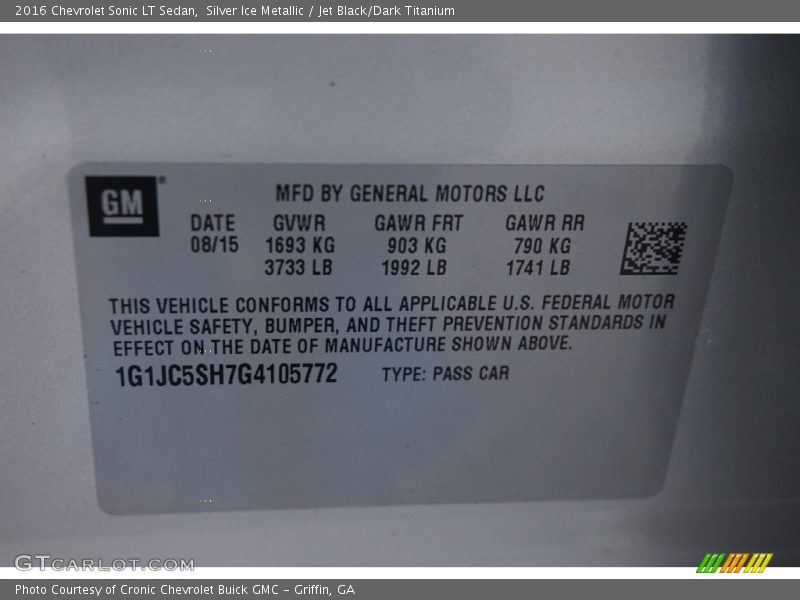 2016 Chevrolet Sonic LT Sedan,  Silver Ice Metallic / Jet Black/Dark Titanium
GM®
MFD BY GENERAL MOTORS LLC
DATE GVWR GAWR FRT GAWR RR
08/15 1693 KG 903 KG 790 KG
3733 LB 1992 LB 1741 LB
THIS VEHICLE CONFORMS TO ALL APPLICABLE U.S. FEDERAL MOTOR
VEHICLE SAFETY, BUMPER, AND THEFT PREVENTION STANDARDS IN
EFFECT ON THE DATE OF MANUFACTURE SHOWN ABOVE.
1G1JC5SH7G4105772 TYPE: PASS CAR
GTCARLOT.COM
Photo Courtesy of Cronic Chevrolet Buick GMC - Griffin, GA